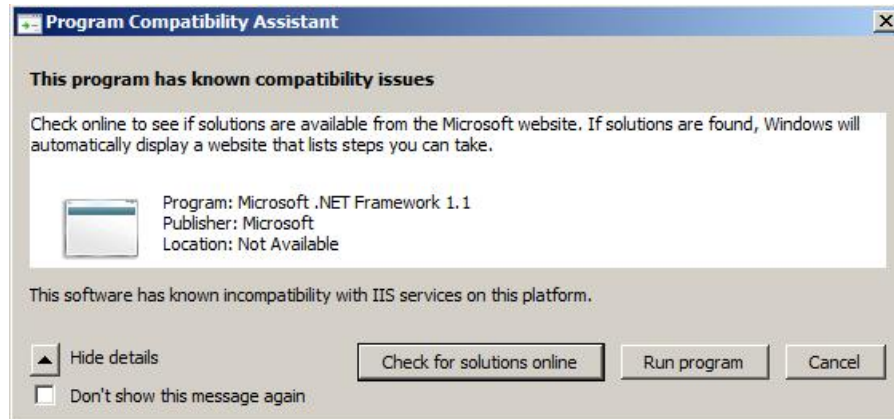 Program Compatibility Assistant
This program has known compatibility issues
Check online to see if solutions are available from the Microsoft website. If solutions are found, Windows will
automatically display a website that lists steps you can take.
Program: Microsoft .NET Framework 1.1
Publisher: Microsoft
Location: Not Available
This software has known incompatibility with IIS services on this platform.
Hide details
Check for solutions online
Run program
Cancel
Don't show this message again